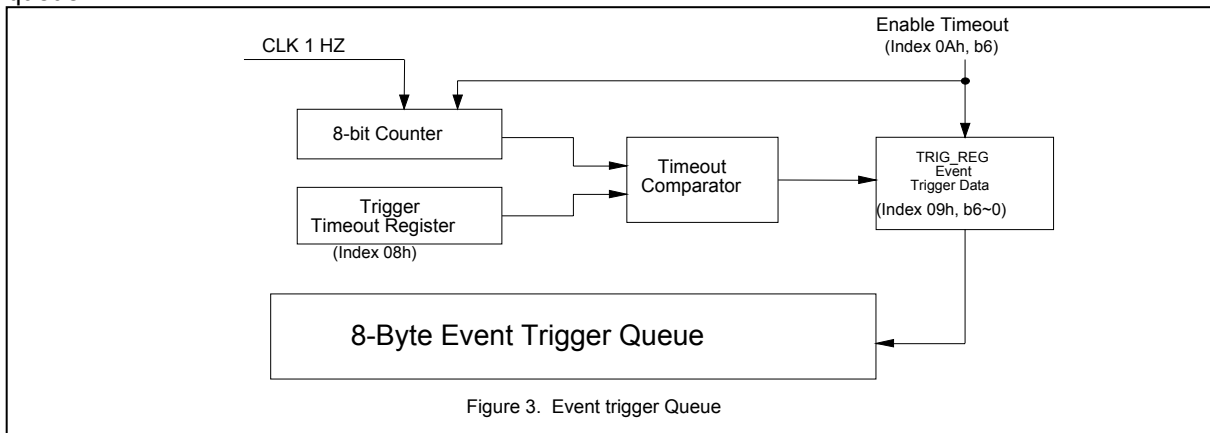 CLK 1 HZ
Enable Timeout
(Index 0Ah, b6)
8-bit Counter
Trigger
Timeout Register
(Index 08h)
Timeout
Comparator
TRIG_REG
Event
Trigger Data
(Index 09h, b6~0)
8-Byte Event Trigger Queue
Figure 3. Event trigger Queue